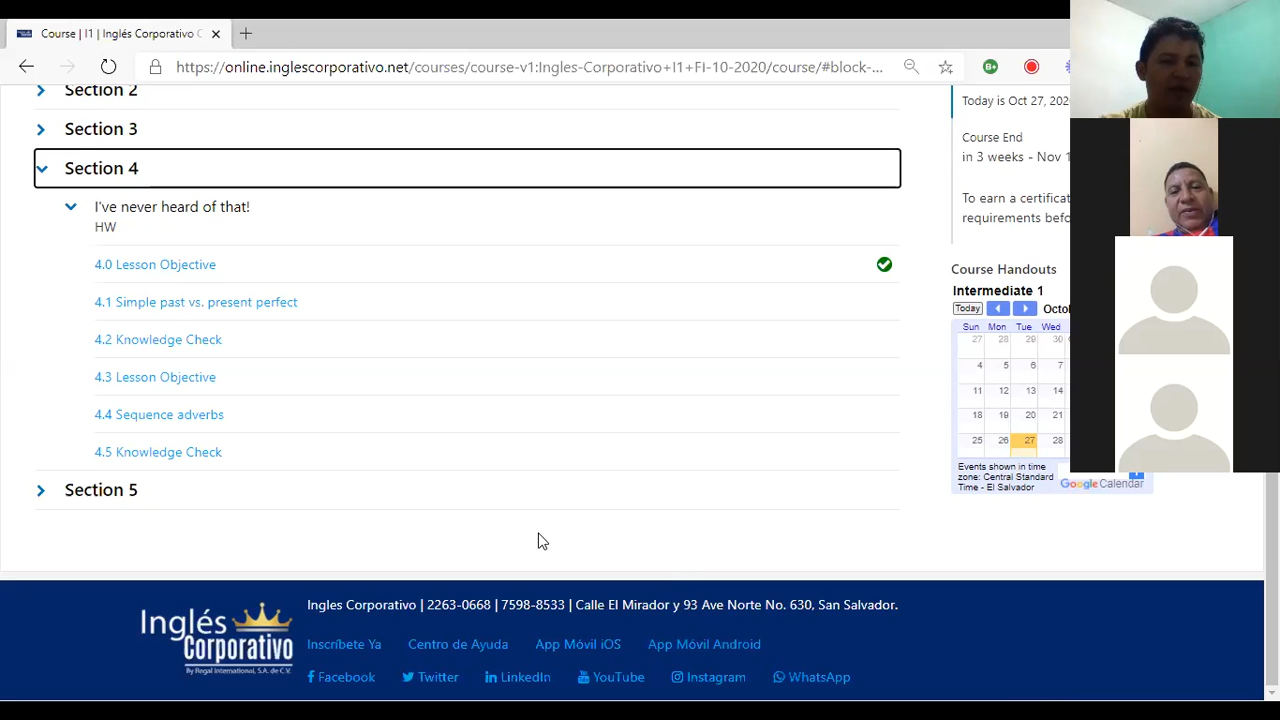 Course | I1 | Inglés Corporativo C
https://online.inglescorporativo.net/courses/course-v1:Ingles-Corporativo+I1+FI-10-2020/course/#block-...
Section 2
Section 3
Section 4
I've never heard of that!
HW
4.0 Lesson Objective
4.1 Simple past vs. present perfect
4.2 Knowledge Check
4.3 Lesson Objective
4.4 Sequence adverbs
4.5 Knowledge Check
Section 5
Today is Oct 27, 202
Course End
in 3 weeks - Nov 1
To earn a certificat
requirements befo
Course Handouts
Intermediate 1
Today Octo
Sun Mon Tue Wed
27 28 29 30
4 5 6 7
11 12 13 14
18 19 20 21
25 26 27 28
Events shown in time
zone: Central Standard
Time - El Salvador
Google Calendar
Inglés
Corporativo
By Regal International, S.A. de C.V.
Ingles Corporativo | 2263-0668 | 7598-8533 | Calle El Mirador y 93 Ave Norte No. 630, San Salvador.
Inscríbete Ya Centro de Ayuda App Móvil iOS App Móvil Android
Facebook Twitter LinkedIn YouTube Instagram WhatsApp